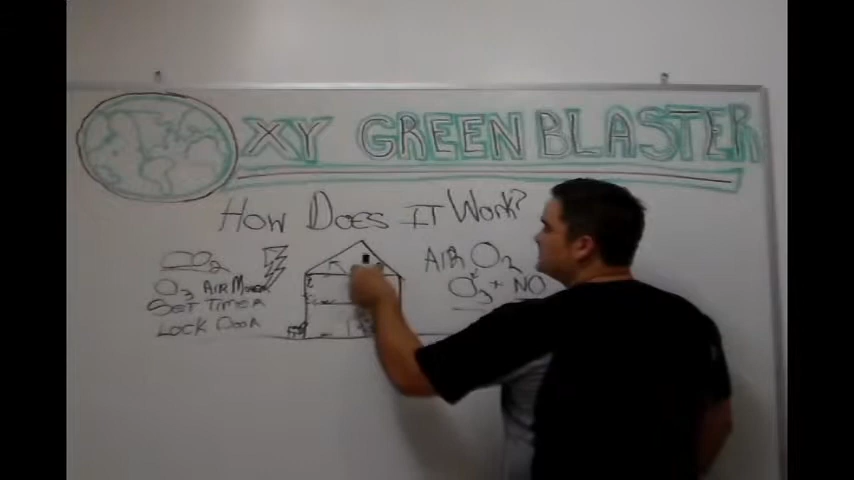 OXY GREEN BLASTER
How Does It Work?
O3 Air Mover
Set Timer
Lock Door
Air O2
O3 + NO